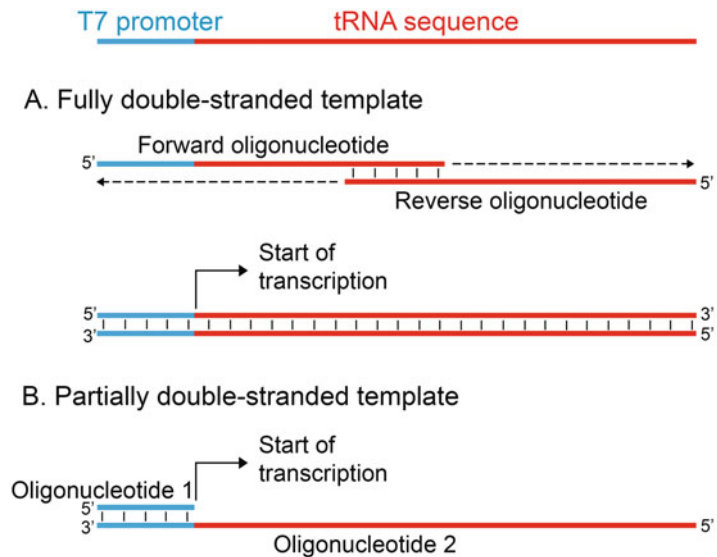 T7 promoter tRNA sequence
A. Fully double-stranded template
Forward oligonucleotide
5’
5’
Reverse oligonucleotide
Start of
transcription
5’ 3’
3’ 5’
B. Partially double-stranded template
Start of
transcription
Oligonucleotide 1
5’
3’ 5’
Oligonucleotide 2